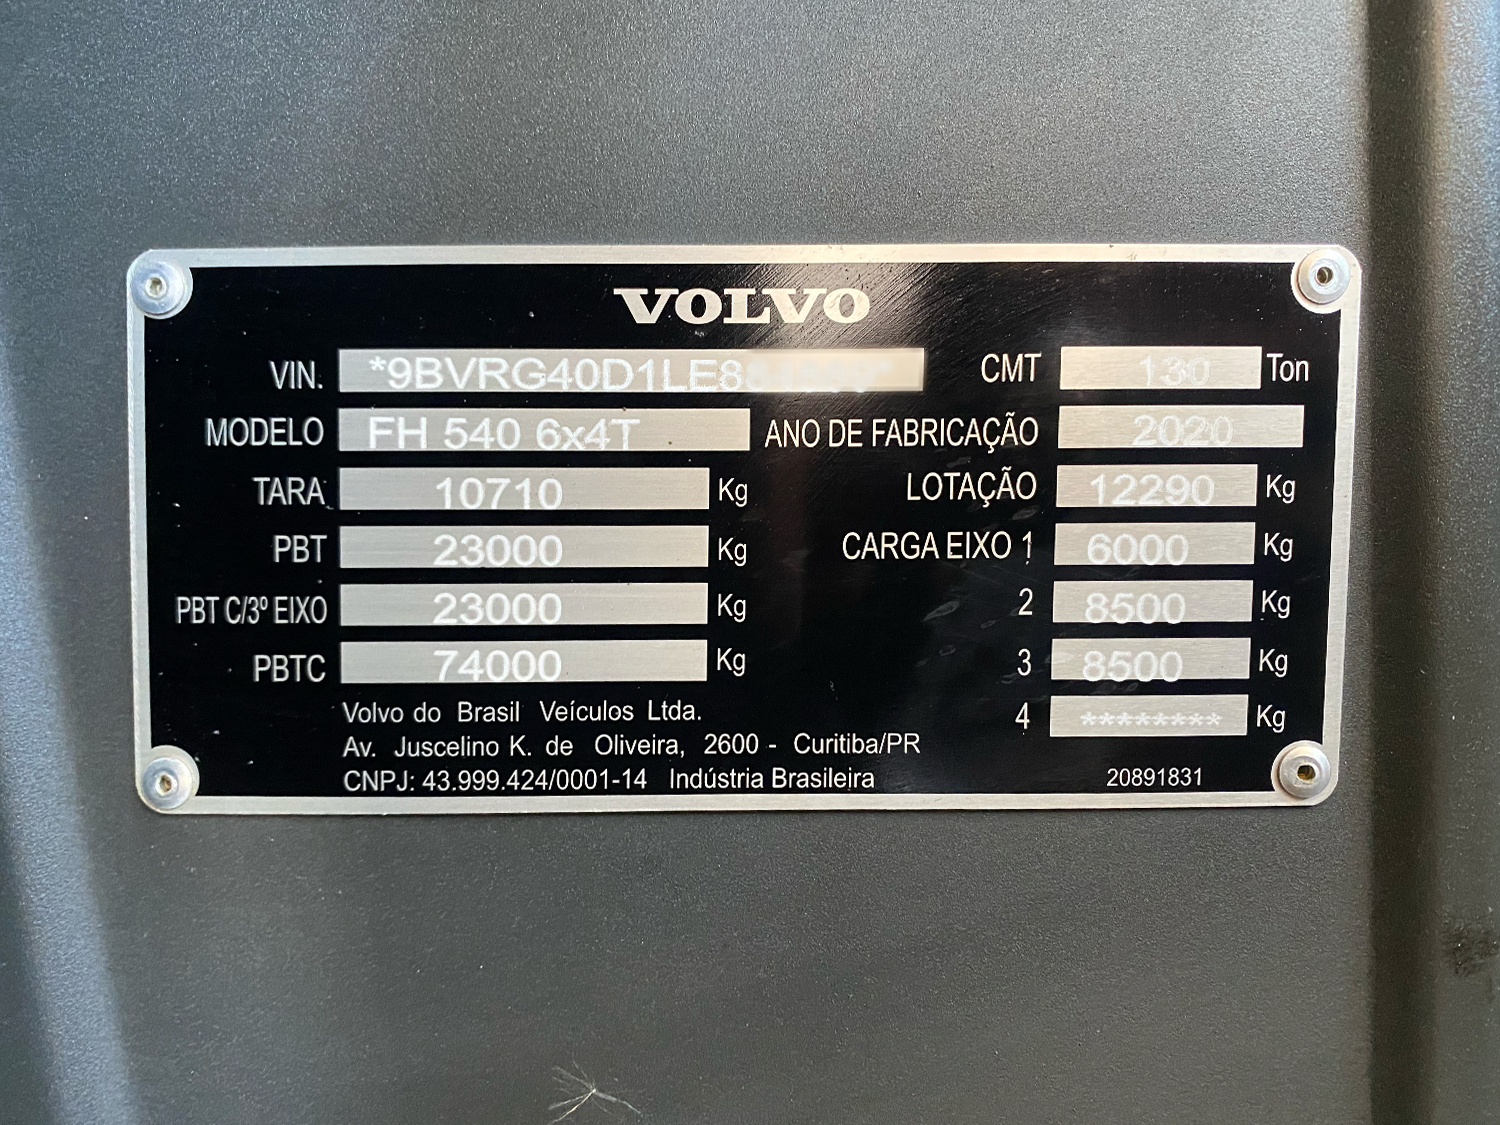 VOLVO
VIN. *9BVRG40D1LE8 CMT 130 Ton
MODELO FH 540 6x4T ANO DE FABRICAÇÃO 2020
TARA 10710 Kg LOTAÇÃO 12290 Kg
PBT 23000 Kg CARGA EIXO 1 6000 Kg
PBT C/3º EIXO 23000 Kg 2 8500 Kg
PBTC 74000 Kg 3 8500 Kg
4 ******** Kg
Volvo do Brasil Veículos Ltda.
Av. Juscelino K. de Oliveira, 2600 - Curitiba/PR
CNPJ: 43.999.424/0001-14 Indústria Brasileira 20891831